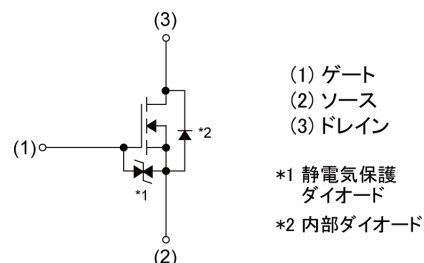 (3)
(1)
*2
*1
(2)
(1) ゲート
(2) ソース
(3) ドレイン
*1 静電気保護
ダイオード
*2 内部ダイオード